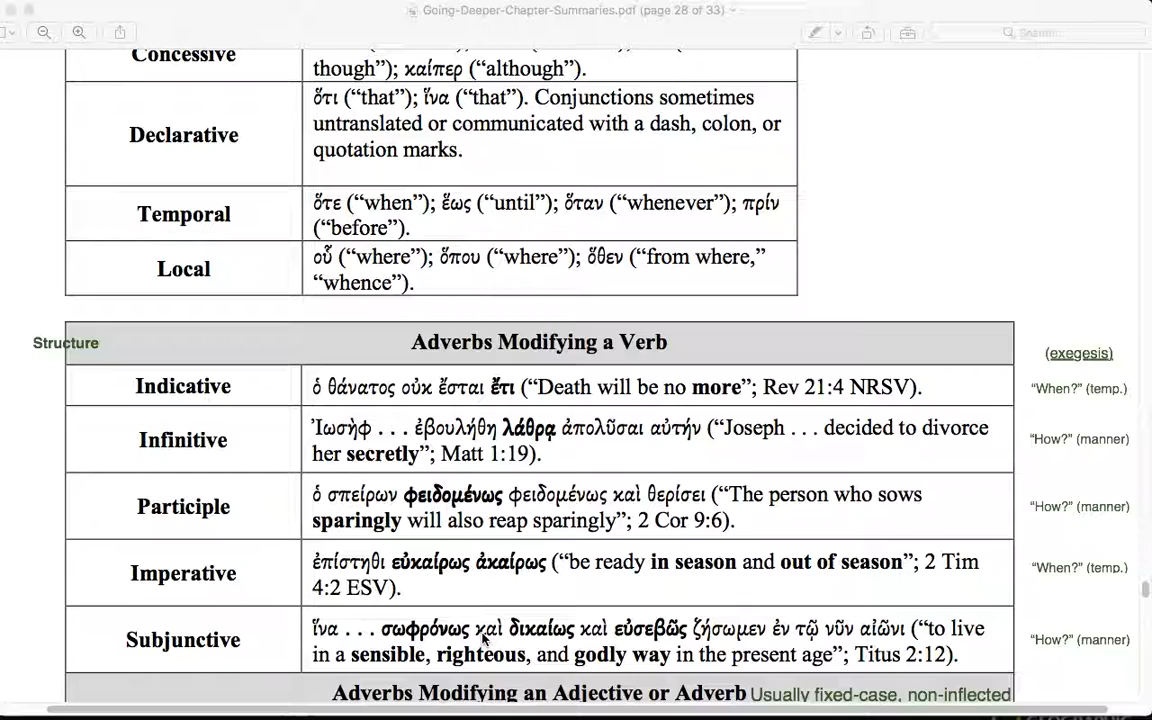 Going-Deeper-Chapter-Summaries.pdf (page 28 of 33)
Search
Concessive
though”); καίπερ (“although”).
Declarative
ὅτι (“that”); ἵνα (“that”). Conjunctions sometimes
untranslated or communicated with a dash, colon, or
quotation marks.
Temporal
ὅτε (“when”); ἕως (“until”); ὅταν (“whenever”); πρίν
(“before”).
Local
οὗ (“where”); ὅπου (“where”); ὅθεν (“from where,”
“whence”).
Structure
Adverbs Modifying a Verb
(exegesis)
Indicative
ὁ θάνατος οὐκ ἔσται ἔτι (“Death will be no more”; Rev 21:4 NRSV).
“When?” (temp.)
Infinitive
Ἰωσὴφ . . . ἐβουλήθη λάθρᾳ ἀπολῦσαι αὐτήν (“Joseph . . . decided to divorce
her secretly”; Matt 1:19).
“How?” (manner)
Participle
ὁ σπείρων φειδομένως φειδομένως καὶ θερίσει (“The person who sows
sparingly will also reap sparingly”; 2 Cor 9:6).
“How?” (manner)
Imperative
ἐπίστηθι εὐκαίρως ἀκαίρως (“be ready in season and out of season”; 2 Tim
4:2 ESV).
“When?” (temp.)
Subjunctive
ἵνα . . . σωφρόνως καὶ δικαίως καὶ εὐσεβῶς ζήσωμεν ἐν τῷ νῦν αἰῶνι (“to live
in a sensible, righteous, and godly way in the present age”; Titus 2:12).
“How?” (manner)
Adverbs Modifying an Adjective or Adverb
Usually fixed-case, non-inflected